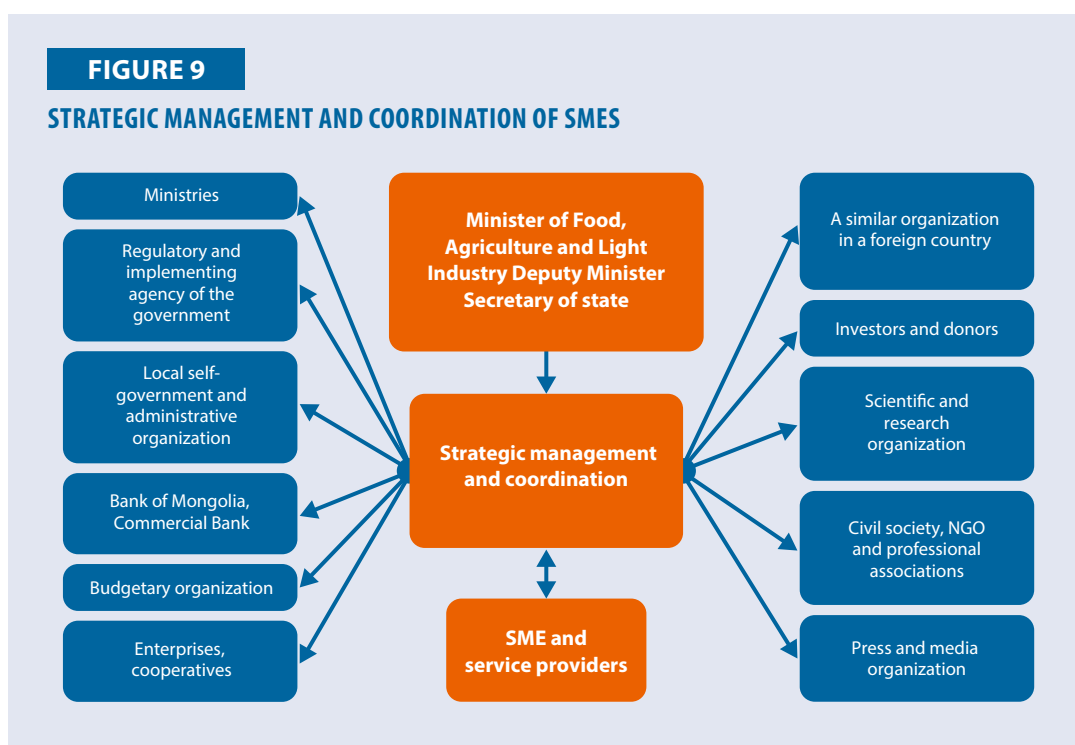 FIGURE 9
STRATEGIC MANAGEMENT AND COORDINATION OF SMES
Ministries
Regulatory and
implementing
agency of the
government
Local self-
government and
administrative
organization
Bank of Mongolia,
Commercial Bank
Budgetary organization
Enterprises,
cooperatives
Minister of Food,
Agriculture and Light
Industry Deputy Minister
Secretary of state
Strategic management
and coordination
SME and
service providers
A similar organization
in a foreign country
Investors and donors
Scientific and
research
organization
Civil society, NGO
and professional
associations
Press and media
organization